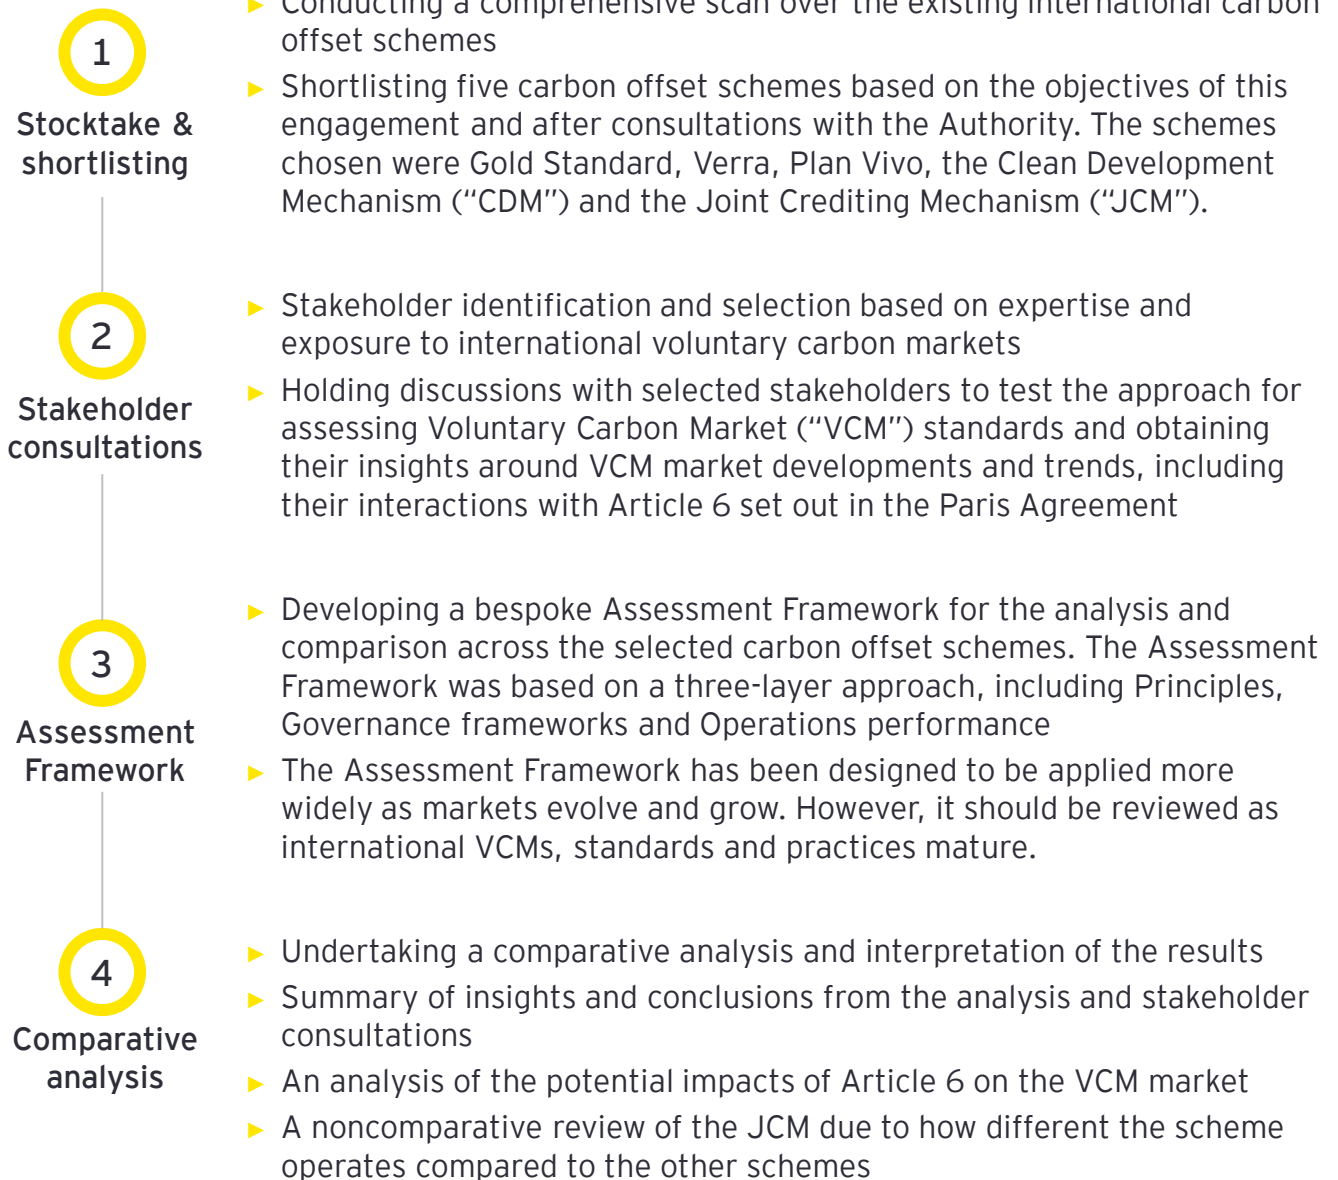 1
Stocktake &
shortlisting
► Conducting a comprehensive scan over the existing international carbon
offset schemes
► Shortlisting five carbon offset schemes based on the objectives of this
engagement and after consultations with the Authority. The schemes
chosen were Gold Standard, Verra, Plan Vivo, the Clean Development
Mechanism (“CDM”) and the Joint Crediting Mechanism (“JCM”).
2
Stakeholder
consultations
► Stakeholder identification and selection based on expertise and
exposure to international voluntary carbon markets
► Holding discussions with selected stakeholders to test the approach for
assessing Voluntary Carbon Market (“VCM”) standards and obtaining
their insights around VCM market developments and trends, including
their interactions with Article 6 set out in the Paris Agreement
3
Assessment
Framework
► Developing a bespoke Assessment Framework for the analysis and
comparison across the selected carbon offset schemes. The Assessment
Framework was based on a three-layer approach, including Principles,
Governance frameworks and Operations performance
► The Assessment Framework has been designed to be applied more
widely as markets evolve and grow. However, it should be reviewed as
international VCMs, standards and practices mature.
4
Comparative
analysis
► Undertaking a comparative analysis and interpretation of the results
► Summary of insights and conclusions from the analysis and stakeholder
consultations
► An analysis of the potential impacts of Article 6 on the VCM market
► A noncomparative review of the JCM due to how different the scheme
operates compared to the other schemes